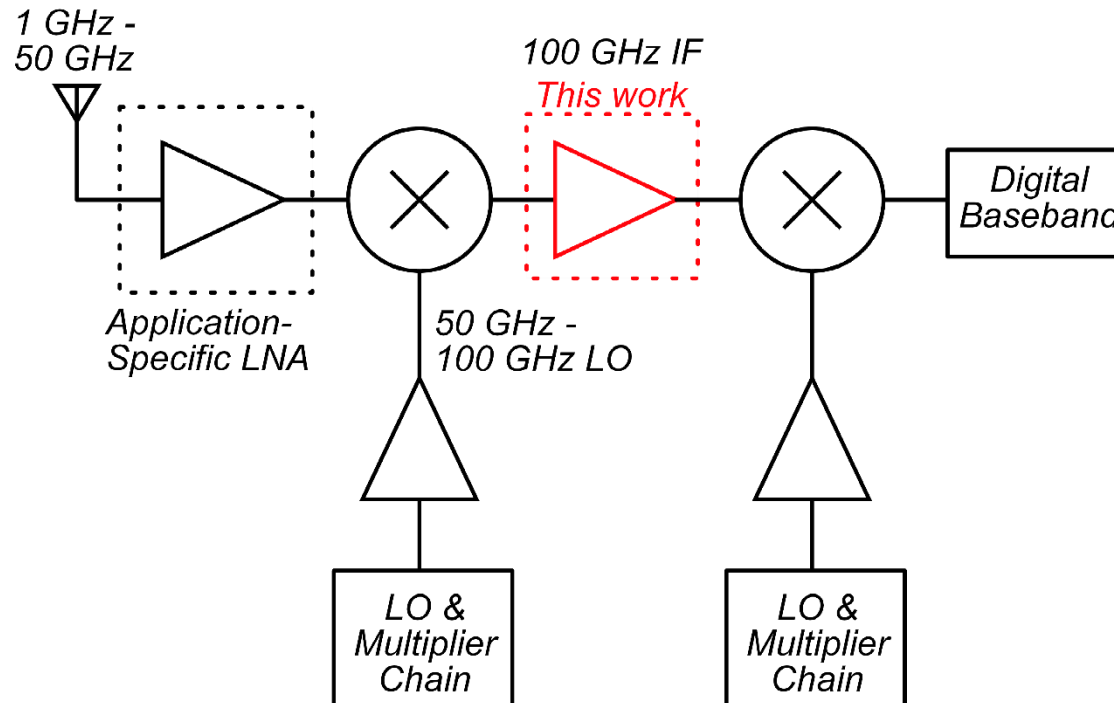 1 GHz -
50 GHz
100 GHz IF
This work
Digital
Baseband
Application-
Specific LNA
50 GHz -
100 GHz LO
LO &
Multiplier
Chain
LO &
Multiplier
Chain